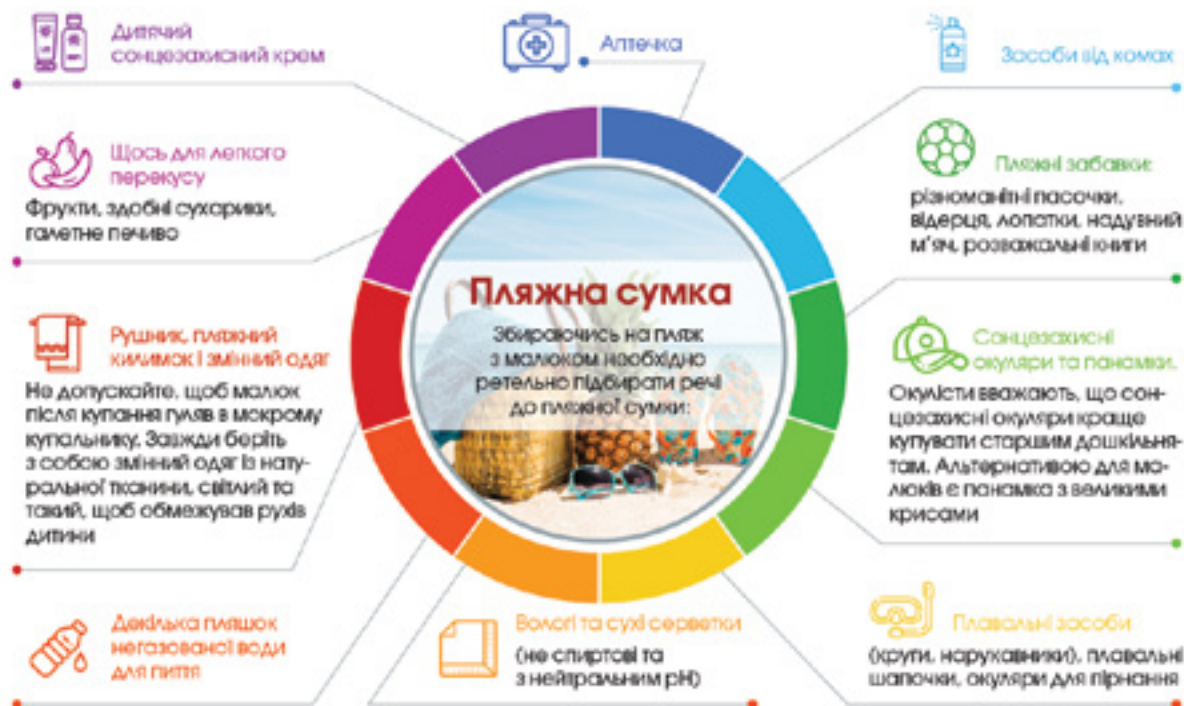 Дитячий
сонцезахисний крем
Аптечка
Засоби від комах
Щось для легкого
перекусу
Фрукти, здобні сухарики,
галетне печиво
Пляжні забавки:
різноманітні пасочки,
відерця, лопатки, надувний
м'яч, розважальні книги
Пляжна сумка
Збираючись на пляж
з малюком необхідно
ретельно підбирати речі
до пляжної сумки:
Рушник, пляжний
килимок і змінний одяг
Не допускайте, щоб малюк
після купання гуляв в мокрому
купальнику. Завжди беріть
з собою змінний одяг із нату-
ральної тканини, світлий та
такий, щоб обмежував рухів
дитини
Сонцезахисні
окуляри та панамки.
Окулісти вважають, що сон-
цезахисні окуляри краще
купувати старшим дошкільня-
там. Альтернативою для ма-
люків є панамка з великими
крисами
Декілька пляшок
негазованої води
для пиття
Вологі та сухі серветки
(не спиртові та
з нейтральним pH)
Плавальні засоби
(круги, нарукавники), плавальні
шапочки, окуляри для пірнання